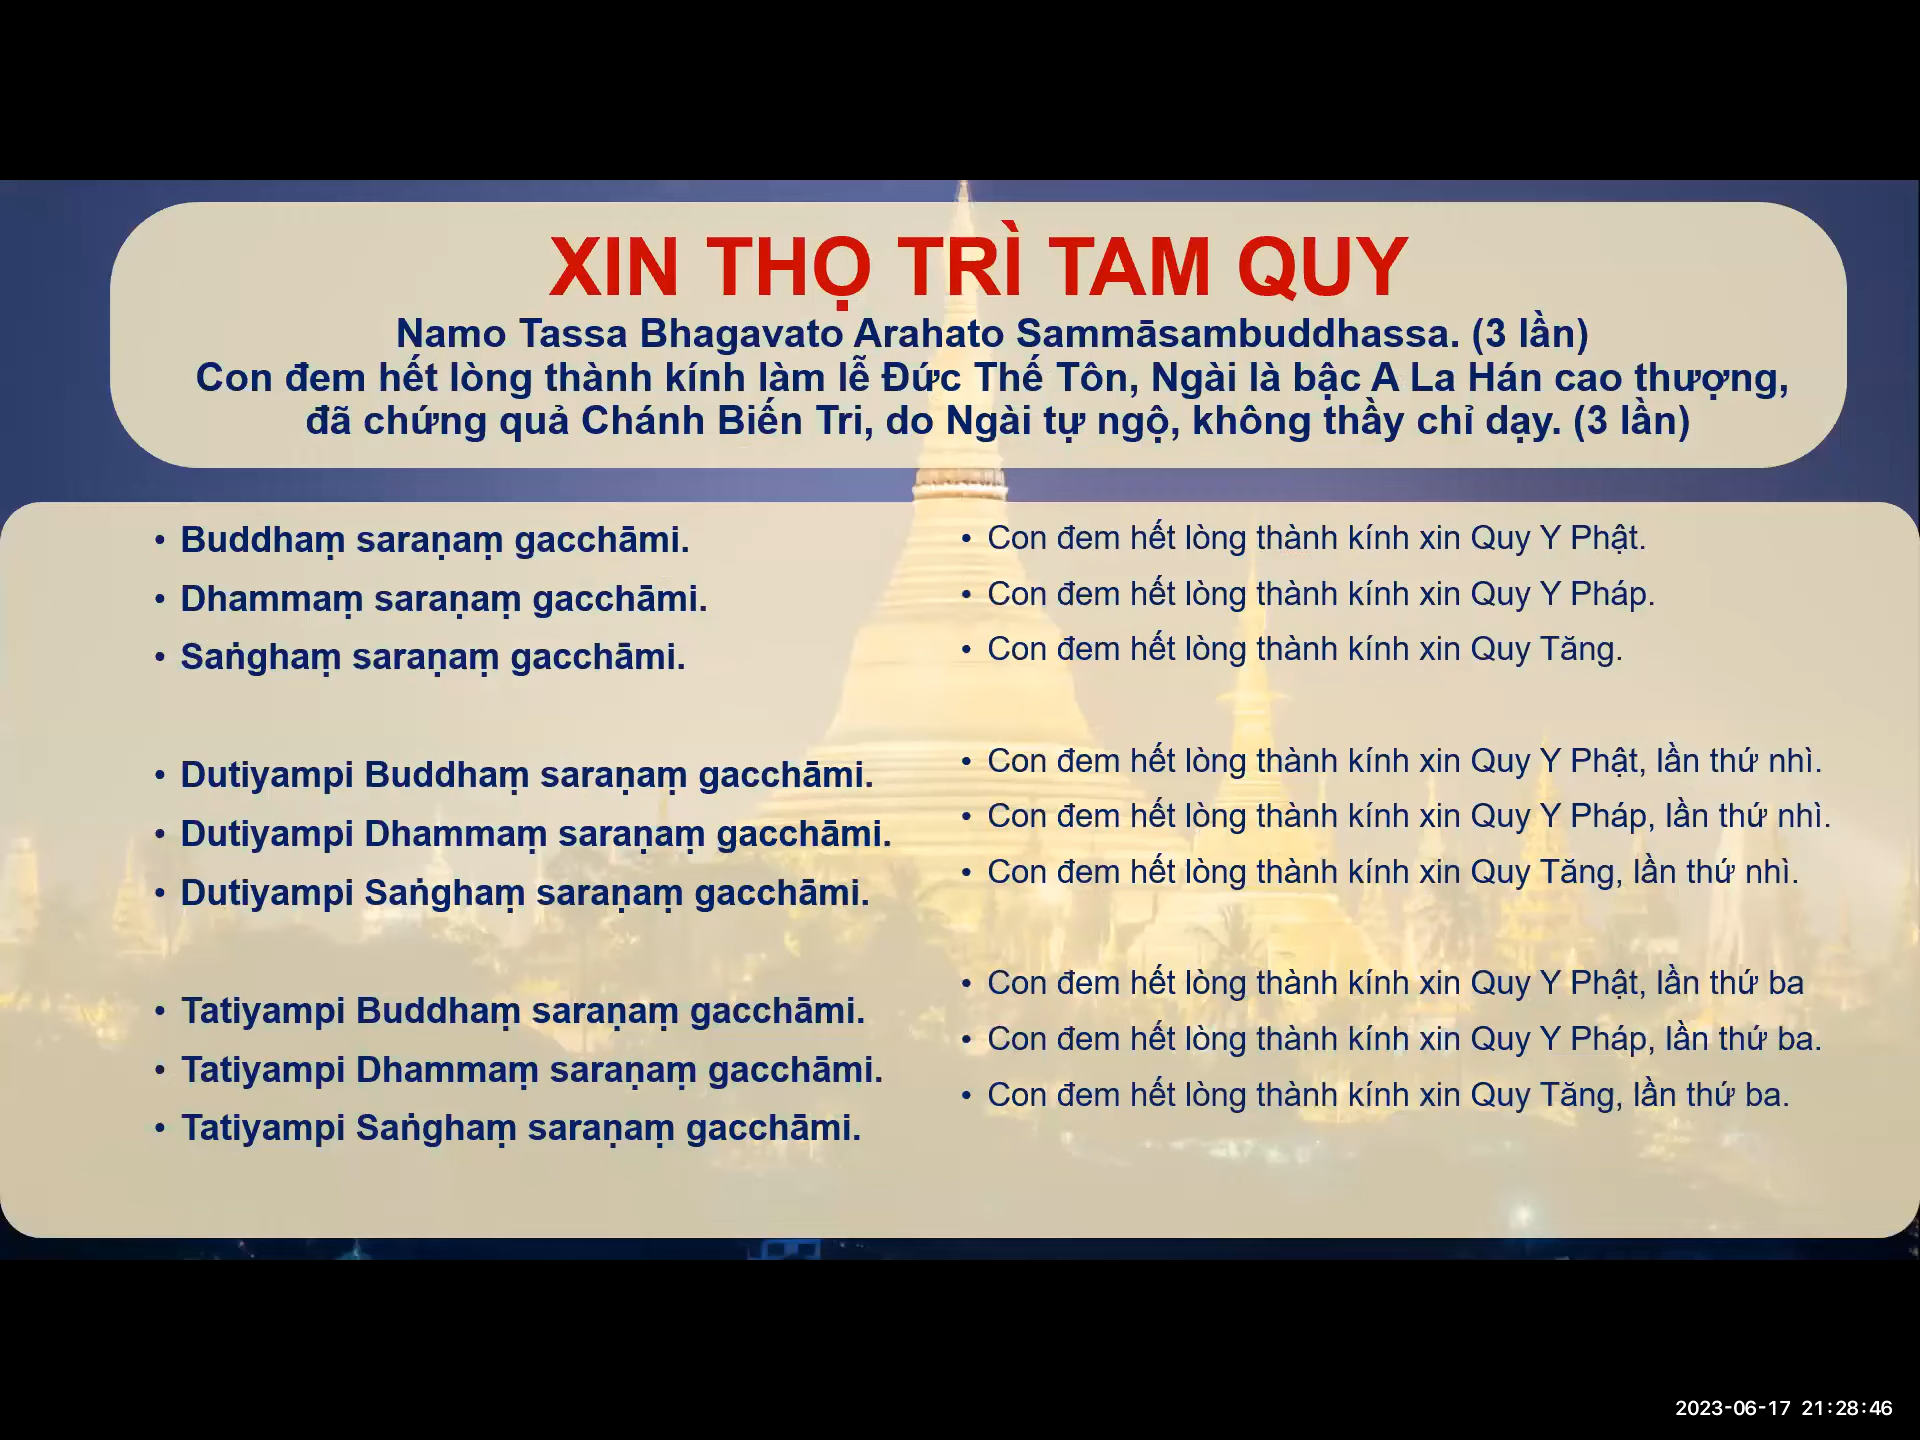 XIN THỌ TRÌ TAM QUY
Namo Tassa Bhagavato Arahato Sammāsambuddhassa. (3 lần)
Con đem hết lòng thành kính làm lễ Đức Thế Tôn, Ngài là bậc A La Hán cao thượng,
đã chứng quả Chánh Biến Tri, do Ngài tự ngộ, không thầy chỉ dạy. (3 lần)
• Buddhaṃ saraṇaṃ gacchāmi.
• Dhammaṃ saraṇaṃ gacchāmi.
• Saṅghaṃ saraṇaṃ gacchāmi.
• Dutiyampi Buddhaṃ saraṇaṃ gacchāmi.
• Dutiyampi Dhammaṃ saraṇaṃ gacchāmi.
• Dutiyampi Saṅghaṃ saraṇaṃ gacchāmi.
• Tatiyampi Buddhaṃ saraṇaṃ gacchāmi.
• Tatiyampi Dhammaṃ saraṇaṃ gacchāmi.
• Tatiyampi Saṅghaṃ saraṇaṃ gacchāmi.
• Con đem hết lòng thành kính xin Quy Y Phật.
• Con đem hết lòng thành kính xin Quy Y Pháp.
• Con đem hết lòng thành kính xin Quy Tăng.
• Con đem hết lòng thành kính xin Quy Y Phật, lần thứ nhì.
• Con đem hết lòng thành kính xin Quy Y Pháp, lần thứ nhì.
• Con đem hết lòng thành kính xin Quy Tăng, lần thứ nhì.
• Con đem hết lòng thành kính xin Quy Y Phật, lần thứ ba
• Con đem hết lòng thành kính xin Quy Y Pháp, lần thứ ba.
• Con đem hết lòng thành kính xin Quy Tăng, lần thứ ba.
2023-06-17 21:28:46